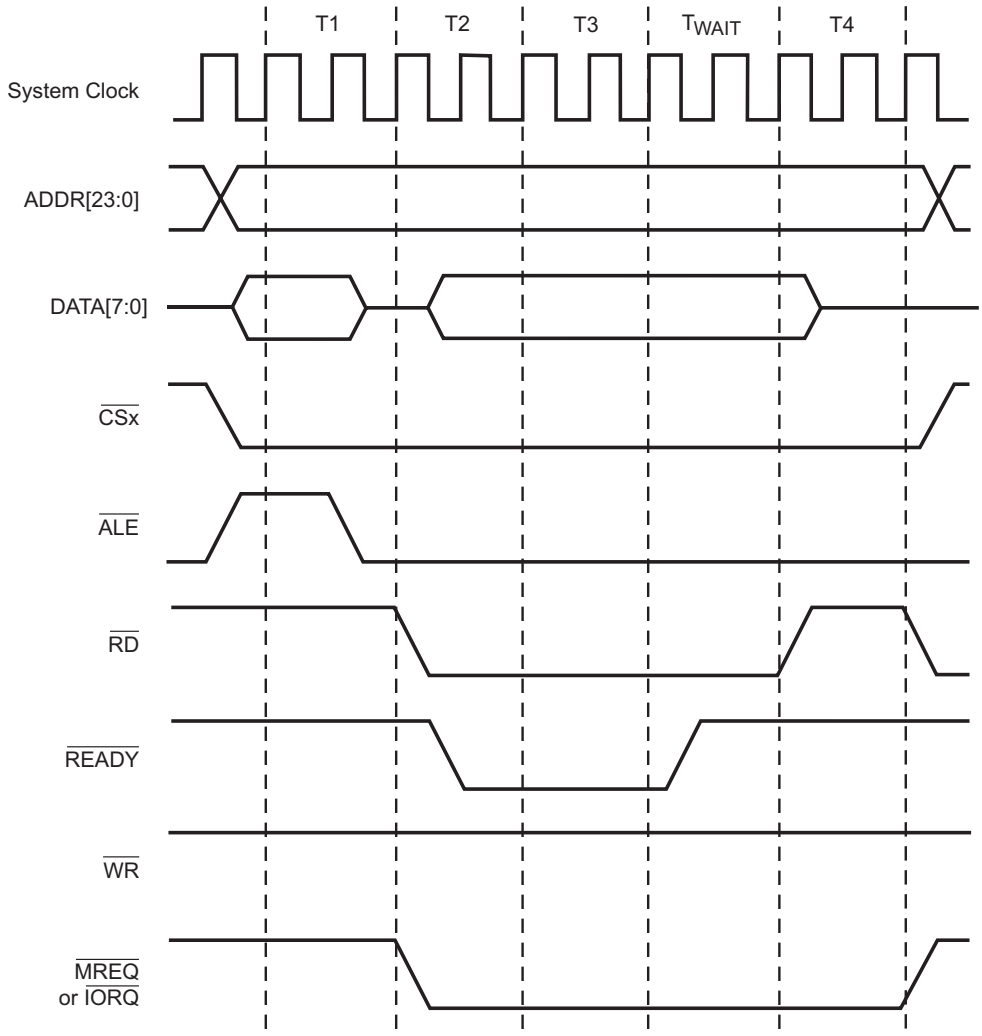 T1 T2 T3 TWAIT T4
System Clock
ADDR[23:0]
DATA[7:0]
CSx
ALE
RD
READY
WR
MREQ
or IORQ